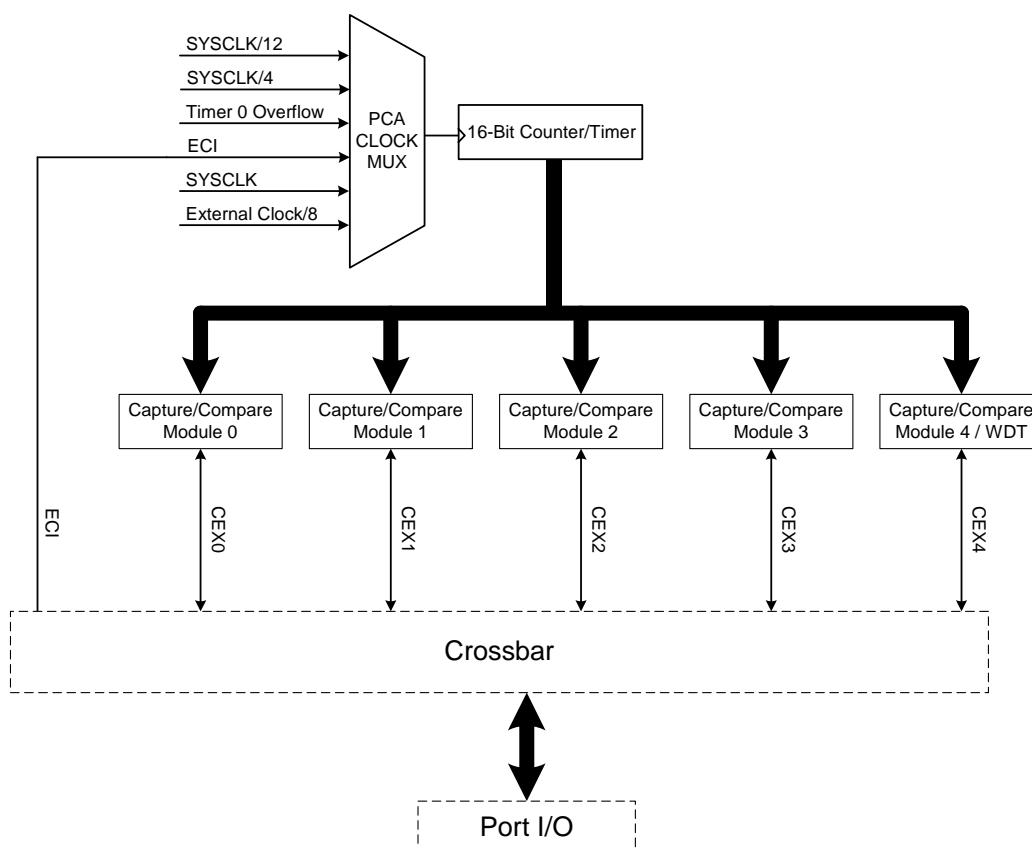 SYSCLK/12
SYSCLK/4
Timer 0 Overflow
ECI
SYSCLK
External Clock/8
PCA
CLOCK
MUX
16-Bit Counter/Timer
Capture/Compare
Module 0
Capture/Compare
Module 1
Capture/Compare
Module 2
Capture/Compare
Module 3
Capture/Compare
Module 4 / WDT
ECI
CEX0
CEX1
CEX2
CEX3
CEX4
Crossbar
Port I/O